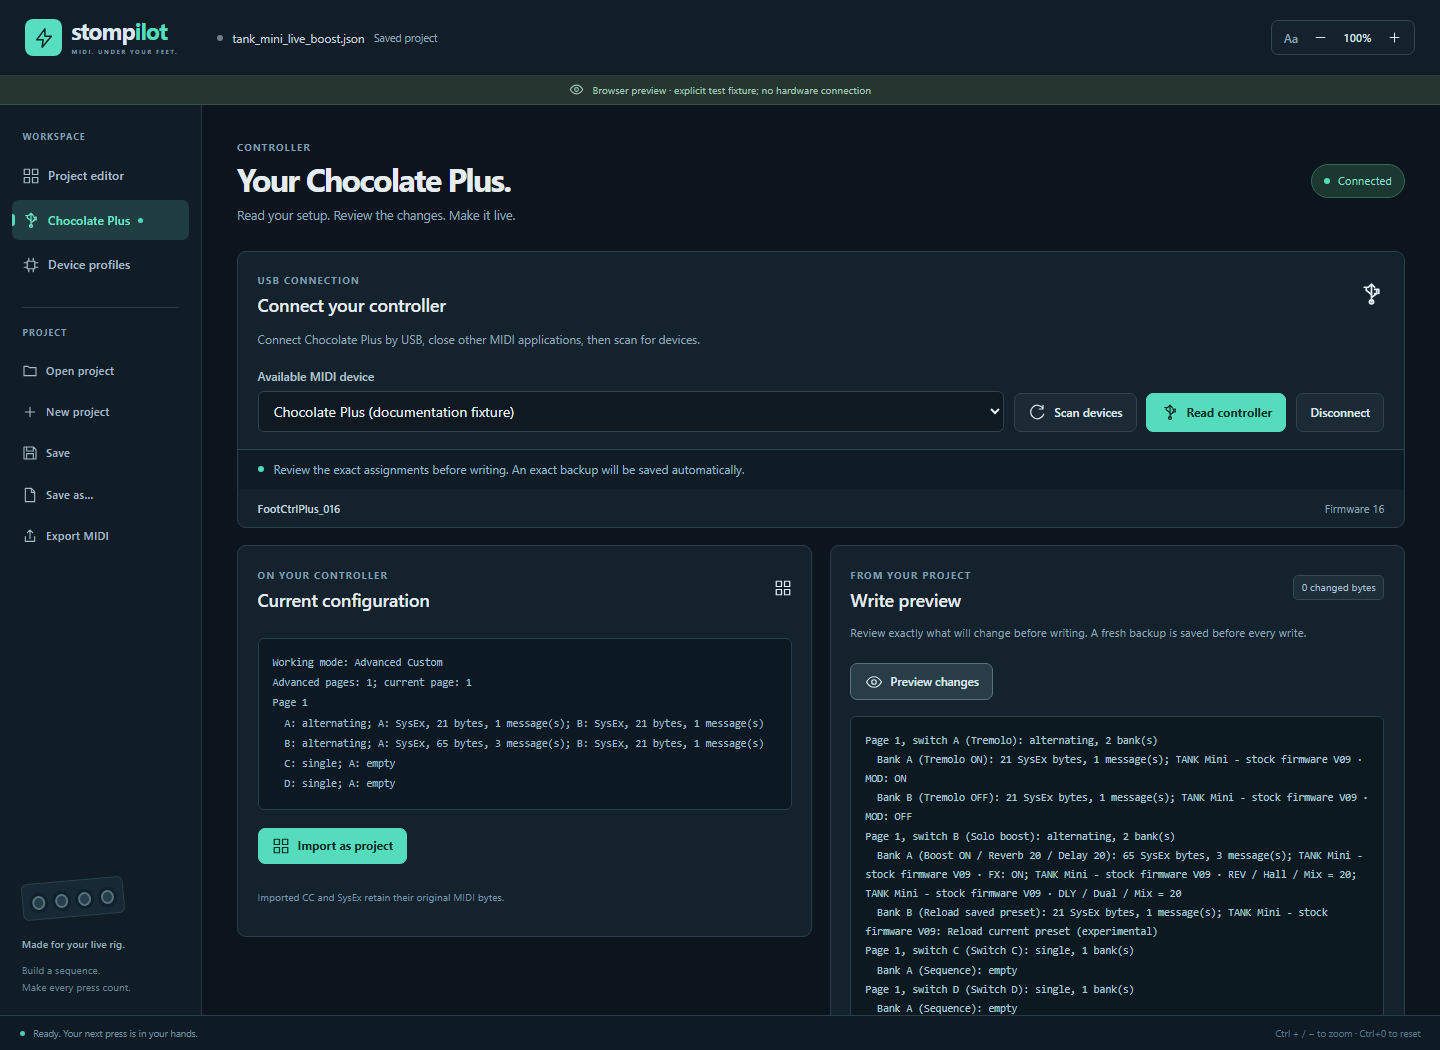 stompilot
MIDI. UNDER YOUR FEET.
tank_mini_live_boost.json Saved project
Aa − 100% +
Browser preview · explicit test fixture; no hardware connection
WORKSPACE
Project editor
Chocolate Plus
Device profiles
PROJECT
Open project
New project
Save
Save as...
Export MIDI
Made for your live rig.
Build a sequence.
Make every press count.
CONTROLLER
Your Chocolate Plus.
Read your setup. Review the changes. Make it live.
Connected
USB CONNECTION
Connect your controller
Connect Chocolate Plus by USB, close other MIDI applications, then scan for devices.
Available MIDI device
Chocolate Plus (documentation fixture)
Scan devices
Read controller
Disconnect
Review the exact assignments before writing. An exact backup will be saved automatically.
FootCtrlPlus_016
Firmware 16
ON YOUR CONTROLLER
Current configuration
Working mode: Advanced Custom
Advanced pages: 1; current page: 1
Page 1
A: alternating; A: SysEx, 21 bytes, 1 message(s); B: SysEx, 21 bytes, 1 message(s)
B: alternating; A: SysEx, 65 bytes, 3 message(s); B: SysEx, 21 bytes, 1 message(s)
C: single; A: empty
D: single; A: empty
Import as project
Imported CC and SysEx retain their original MIDI bytes.
FROM YOUR PROJECT
Write preview
0 changed bytes
Review exactly what will change before writing. A fresh backup is saved before every write.
Preview changes
Page 1, switch A (Tremolo): alternating, 2 bank(s)
Bank A (Tremolo ON): 21 SysEx bytes, 1 message(s); TANK Mini - stock firmware V09 ·
MOD: ON
Bank B (Tremolo OFF): 21 SysEx bytes, 1 message(s); TANK Mini - stock firmware V09 ·
MOD: OFF
Page 1, switch B (Solo boost): alternating, 2 bank(s)
Bank A (Boost ON / Reverb 20 / Delay 20): 65 SysEx bytes, 3 message(s); TANK Mini -
stock firmware V09 · FX: ON; TANK Mini - stock firmware V09 · REV / Hall / Mix = 20;
TANK Mini - stock firmware V09 · DLY / Dual / Mix = 20
Bank B (Reload saved preset): 21 SysEx bytes, 1 message(s); TANK Mini - stock
firmware V09: Reload current preset (experimental)
Page 1, switch C (Switch C): single, 1 bank(s)
Bank A (Sequence): empty
Page 1, switch D (Switch D): single, 1 bank(s)
Bank A (Sequence): empty
Ready. Your next press is in your hands.
Ctrl + / − to zoom · Ctrl+0 to reset